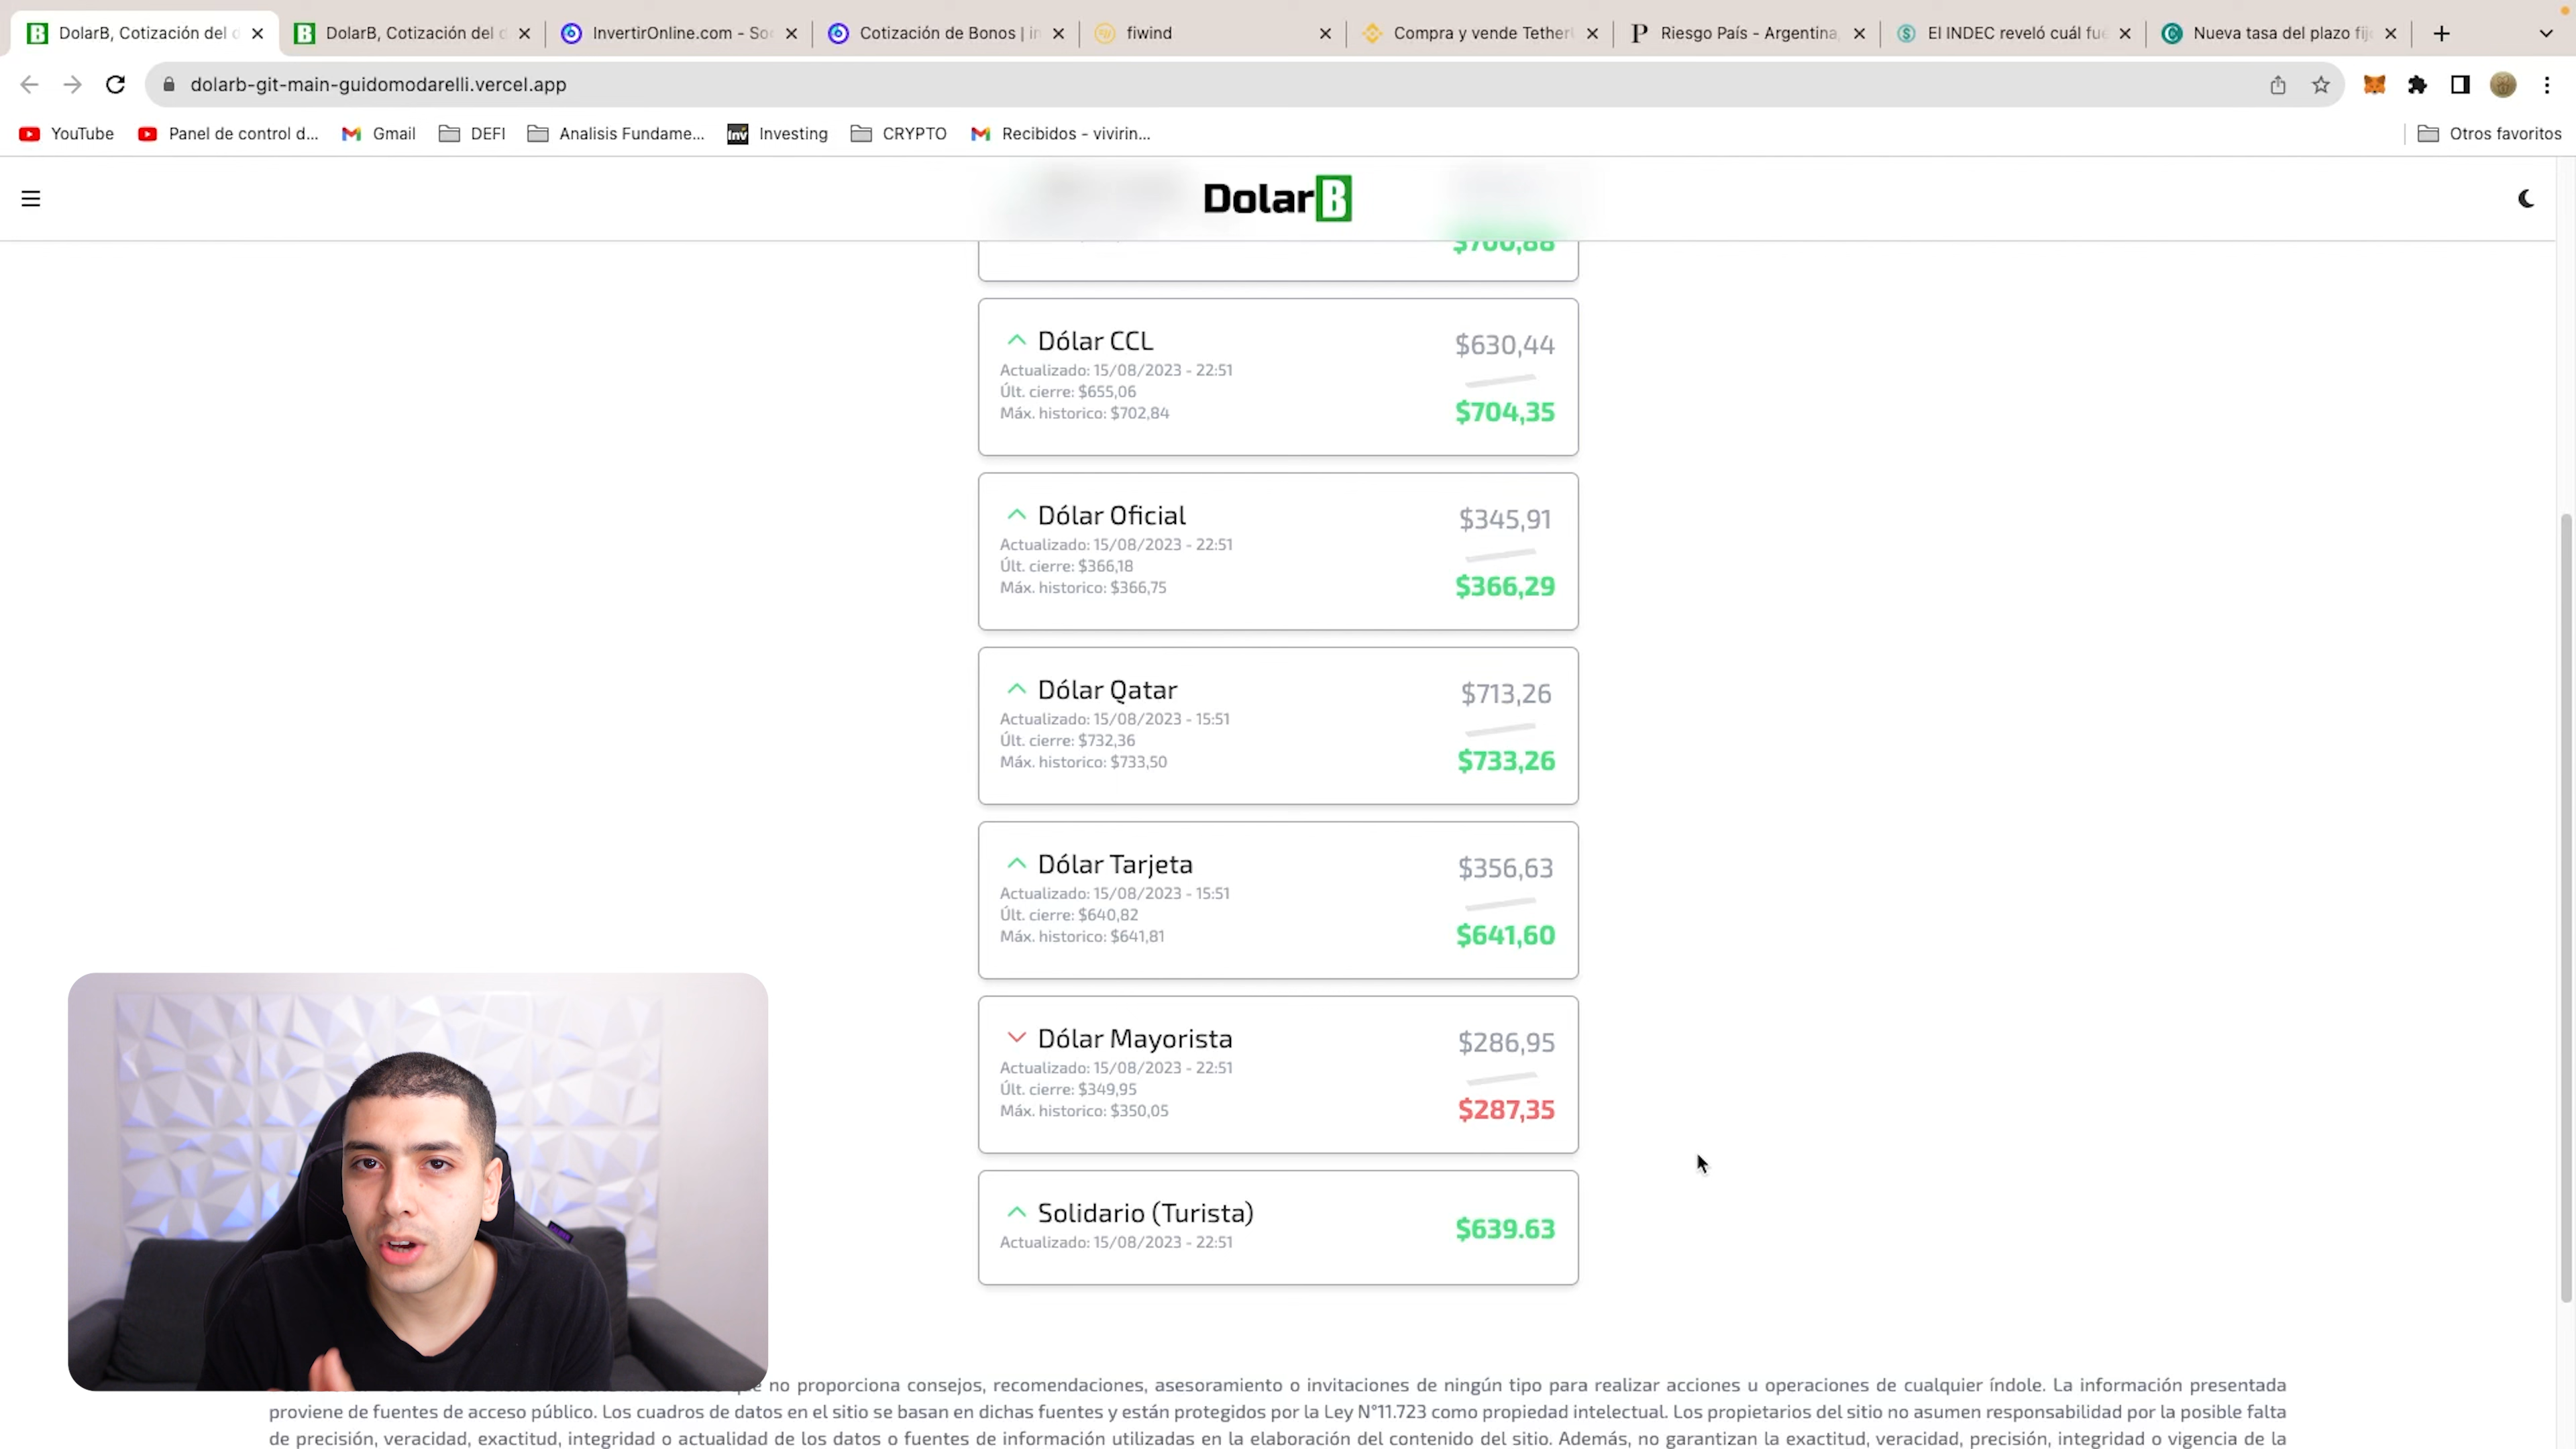 DolarB, Cotización del d
DolarB, Cotización del d
InvertirOnline.com - Soc
Cotización de Bonos | in
fiwind
Compra y vende Tether
Riesgo País - Argentina,
El INDEC reveló cuál fue
Nueva tasa del plazo fij
dolarb-git-main-guidomodarelli.vercel.app
YouTube
Panel de control d...
Gmail
DEFI
Analisis Fundame...
Inv Investing
CRYPTO
Recibidos - vivirin...
Otros favoritos
DolarB
$700,88
Dólar CCL
Actualizado: 15/08/2023 - 22:51
Últ. cierre: $655,06
Máx. historico: $702,84
$630,44
$704,35
Dólar Oficial
Actualizado: 15/08/2023 - 22:51
Últ. cierre: $366,18
Máx. historico: $366,75
$345,91
$366,29
Dólar Qatar
Actualizado: 15/08/2023 - 15:51
Últ. cierre: $732,36
Máx. historico: $733,50
$713,26
$733,26
Dólar Tarjeta
Actualizado: 15/08/2023 - 15:51
Últ. cierre: $640,82
Máx. historico: $641,81
$356,63
$641,60
Dólar Mayorista
Actualizado: 15/08/2023 - 22:51
Últ. cierre: $349,95
Máx. historico: $350,05
$286,95
$287,35
Solidario (Turista)
Actualizado: 15/08/2023 - 22:51
$639.63
no proporciona consejos, recomendaciones, asesoramiento o invitaciones de ningún tipo para realizar acciones u operaciones de cualquier índole. La información presentada
proviene de fuentes de acceso público. Los cuadros de datos en el sitio se basan en dichas fuentes y están protegidos por la Ley N°11.723 como propiedad intelectual. Los propietarios del sitio no asumen responsabilidad por la posible falta
de precisión, veracidad, exactitud, integridad o actualidad de los datos o fuentes de información utilizadas en la elaboración del contenido del sitio. Además, no garantizan la exactitud, veracidad, precisión, integridad o vigencia de la